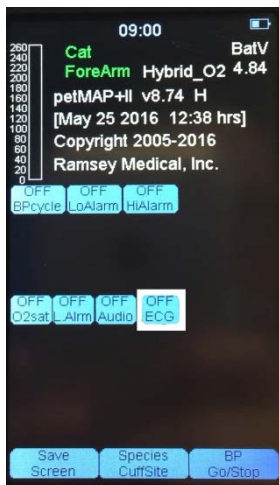 09:00
260
240
220
200
180
160
140
120
100
80
60
40
20
0
Cat BatV
ForeArm Hybrid_O2 4.84
petMAP+II v8.74 H
[May 25 2016 12:38 hrs]
Copyright 2005-2016
Ramsey Medical, Inc.
OFF OFF OFF
BPcycle LoAlarm HiAlarm
OFF OFF OFF OFF
O2sat L.Alrm Audio ECG
Save Species BP
Screen CuffSite Go/Stop